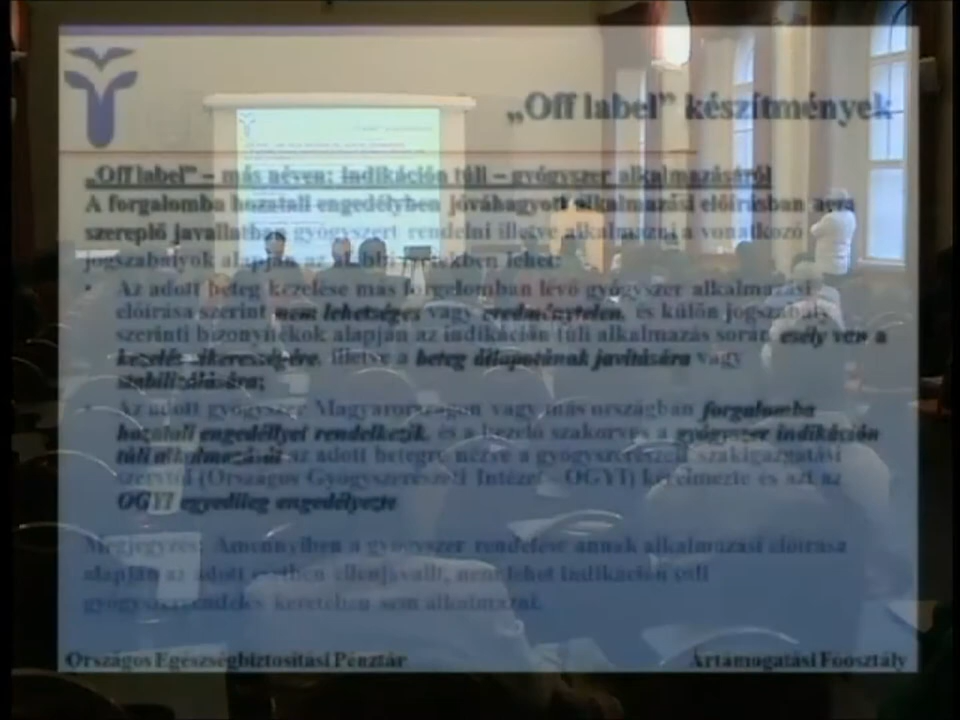 „Off label” készítmények
„Off label” – más néven: indikáción túli – gyógyszer alkalmazásáról
A forgalomba hozatali engedélyben jóváhagyott alkalmazási előírásban nem
szereplő javallatban gyógyszert rendelni illetve alkalmazni a vonatkozó
jogszabályok alapján az alábbi esetekben lehet:
• Az adott beteg kezelése más forgalomban lévő gyógyszer alkalmazási
előírása szerint nem lehetséges vagy eredménytelen, és külön jogszabály
szerinti bizonyítékok alapján az indikáción túli alkalmazás során esély van a
kezelés sikerességére, illetve a beteg állapotának javítására vagy
stabilizálására;
• Az adott gyógyszer Magyarországon vagy más országban forgalomba
hozatali engedéllyel rendelkezik, és a kezelő szakorvos a gyógyszer indikáción
túli alkalmazását az adott betegre nézve a gyógyszerészeti szakigazgatási
szervtől (Országos Gyógyszerészeti Intézet - OGYI) kérelmezte és azt az
OGYI egyedileg engedélyezte
Megjegyzés: Amennyiben a gyógyszer rendelése annak alkalmazási előírása
alapján az adott esetben ellenjavallt, nem lehet indikáción túli
gyógyszerrendelés keretében sem alkalmazni.
Országos Egészségbiztosítási Pénztár
Ártámogatási Főosztály